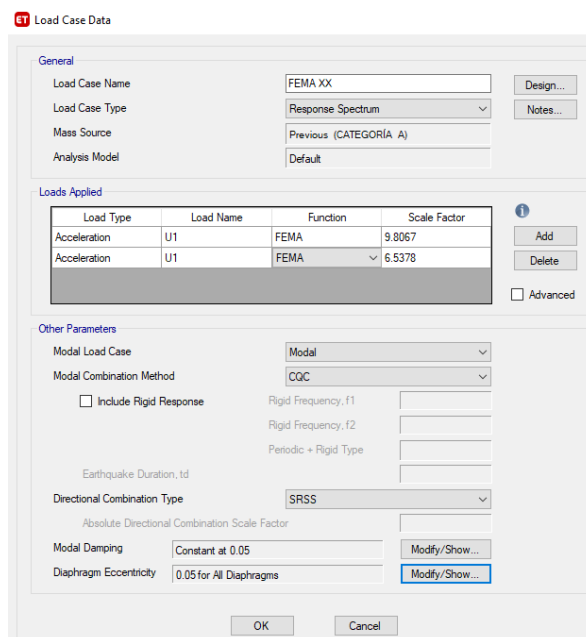 ET Load Case Data
General
Load Case Name FEMA XX Design...
Load Case Type Response Spectrum Notes...
Mass Source Previous (CATEGORÍA A)
Analysis Model Default
Loads Applied
Load Type Load Name Function Scale Factor
Acceleration U1 FEMA 9.8067 Add
Acceleration U1 FEMA 6.5378 Delete
Advanced
Other Parameters
Modal Load Case Modal
Modal Combination Method CQC
Include Rigid Response Rigid Frequency, f1
Rigid Frequency, f2
Periodic + Rigid Type
Earthquake Duration, td
Directional Combination Type SRSS
Absolute Directional Combination Scale Factor
Modal Damping Constant at 0.05 Modify/Show...
Diaphragm Eccentricity 0.05 for All Diaphragms Modify/Show...
OK Cancel